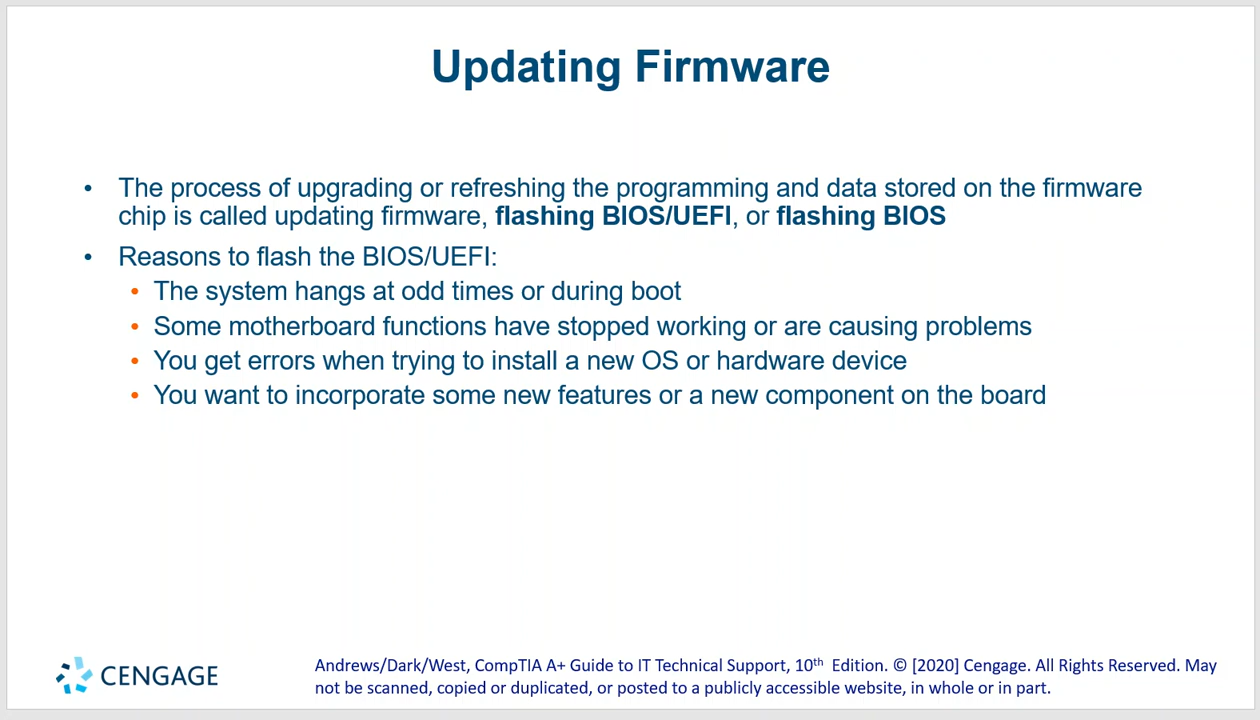 Updating Firmware
• The process of upgrading or refreshing the programming and data stored on the firmware
chip is called updating firmware, flashing BIOS/UEFI, or flashing BIOS
• Reasons to flash the BIOS/UEFI:
• The system hangs at odd times or during boot
• Some motherboard functions have stopped working or are causing problems
• You get errors when trying to install a new OS or hardware device
• You want to incorporate some new features or a new component on the board
CENGAGE
Andrews/Dark/West, CompTIA A+ Guide to IT Technical Support, 10th Edition. © [2020] Cengage. All Rights Reserved. May
not be scanned, copied or duplicated, or posted to a publicly accessible website, in whole or in part.